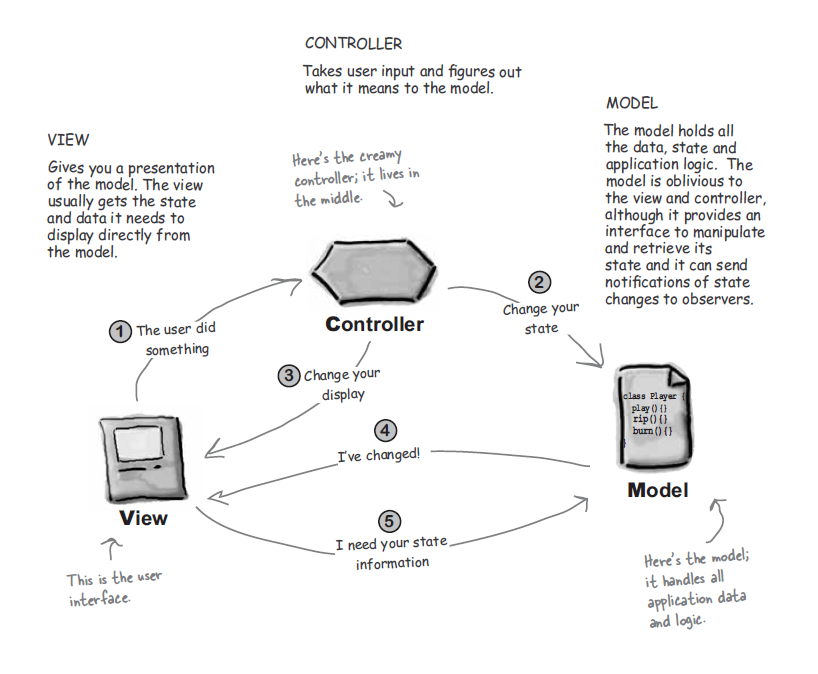 CONTROLLER
Takes user input and figures out
what it means to the model.
MODEL
The model holds all
the data, state and
application logic. The
model is oblivious to
the view and controller,
although it provides an
interface to manipulate
and retrieve its
state and it can send
notifications of state
changes to observers.
VIEW
Gives you a presentation
of the model. The view
usually gets the state
and data it needs to
display directly from
the model.
Here's the creamy
controller; it lives in
the middle.
Controller
1 The user did
something
2
Change your
state
3 Change your
display
4
I've changed!
5
I need your state
information
class Player {
play(){}
rip(){}
burn(){}
}
View
Model
This is the user
interface.
Here's the model;
it handles all
application data
and logic.